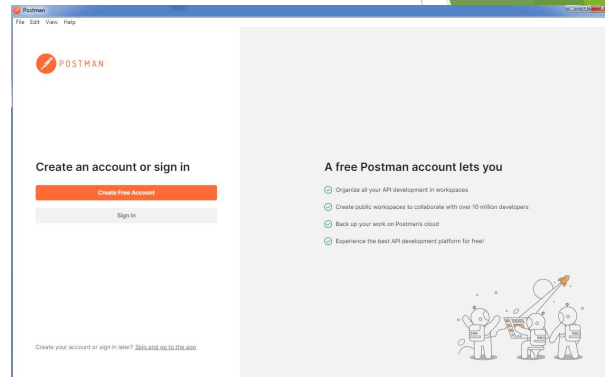 Postman
File Edit View Help
POSTMAN
Create an account or sign in
Create Free Account
Sign in
Create your account or sign in later? Skip and go to the app
A free Postman account lets you
Organize all your API development in workspaces
Create public workspaces to collaborate with over 10 million developers
Back up your work on Postman's cloud
Experience the best API development platform for free!